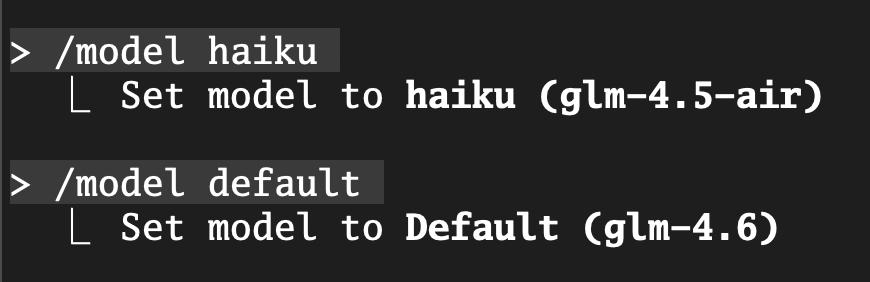 > /model haiku
⎿ Set model to haiku (glm-4.5-air)
> /model default
⎿ Set model to Default (glm-4.6)